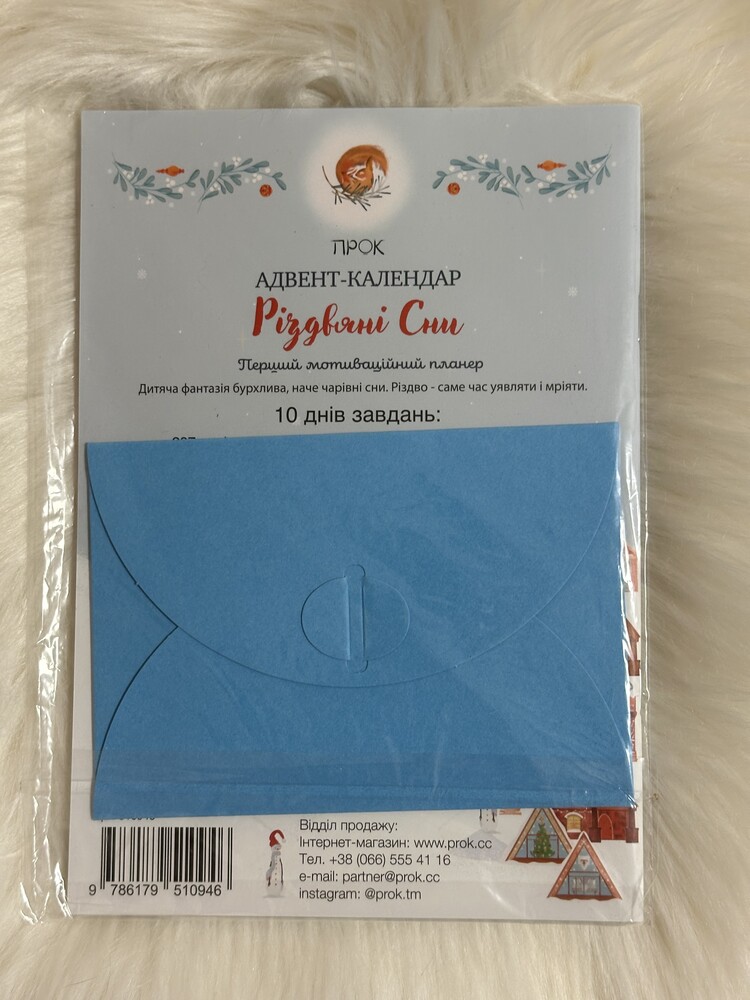 ПРОК
АДВЕНТ-КАЛЕНДАР
Різдвяні Сни
Перший мотиваційний планер
Дитяча фантазія бурхлива, наче чарівні сни. Різдво - саме час уявляти і мріяти.
10 днів завдань:
Відділ продажу:
Інтернет-магазин: www.prok.cc
Тел. +38 (066) 555 41 16
e-mail: partner@prok.cc
instagram: @prok.tm
9 786179 510946